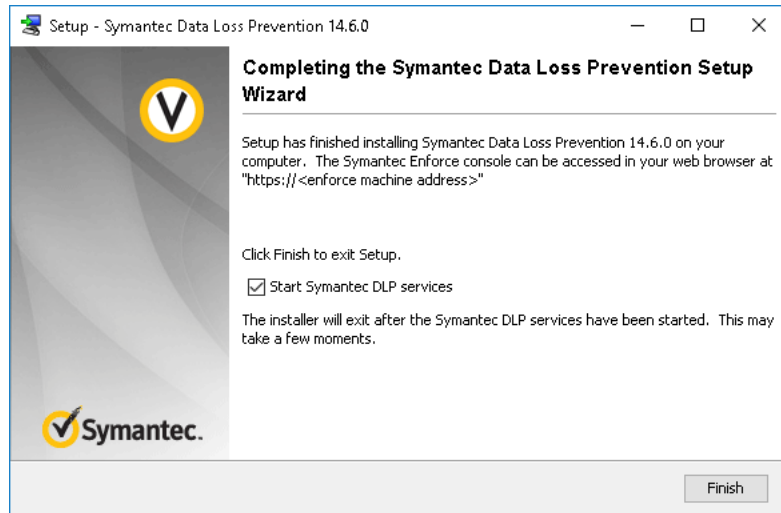 Setup - Symantec Data Loss Prevention 14.6.0
Completing the Symantec Data Loss Prevention Setup
Wizard
Setup has finished installing Symantec Data Loss Prevention 14.6.0 on your
computer. The Symantec Enforce console can be accessed in your web browser at
"https://<enforce machine address>"
Click Finish to exit Setup.
Start Symantec DLP services
The installer will exit after the Symantec DLP services have been started. This may
take a few moments.
Symantec.
Finish